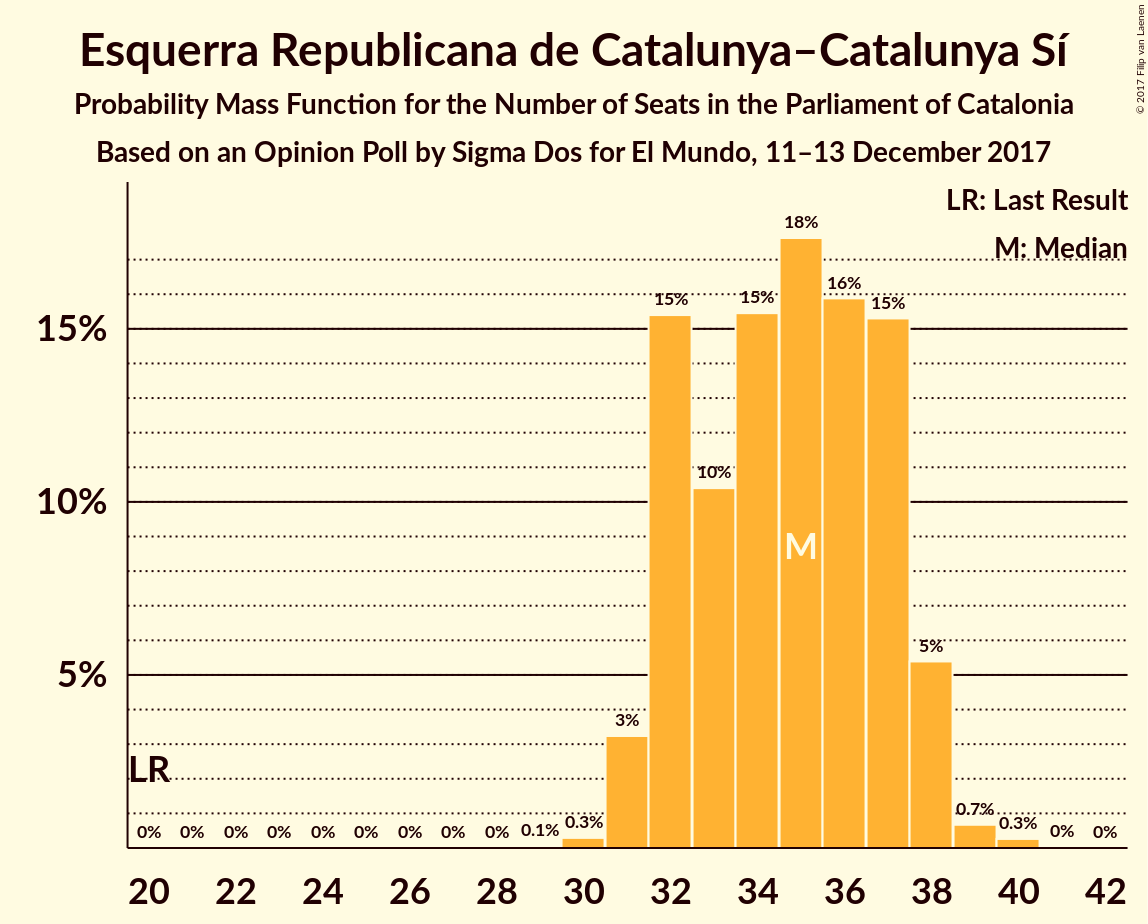 Esquerra Republicana de Catalunya–Catalunya Sí
Probability Mass Function for the Number of Seats in the Parliament of Catalonia
Based on an Opinion Poll by Sigma Dos for El Mundo, 11–13 December 2017
© 2017 Filip van Laenen
LR: Last Result
M: Median
15%
10%
5%
LR
M
0% 0% 0% 0% 0% 0% 0% 0% 0% 0.1% 0.3% 3% 15% 10% 15% 18% 16% 15% 5% 0.7% 0.3% 0% 0%
20 22 24 26 28 30 32 34 36 38 40 42